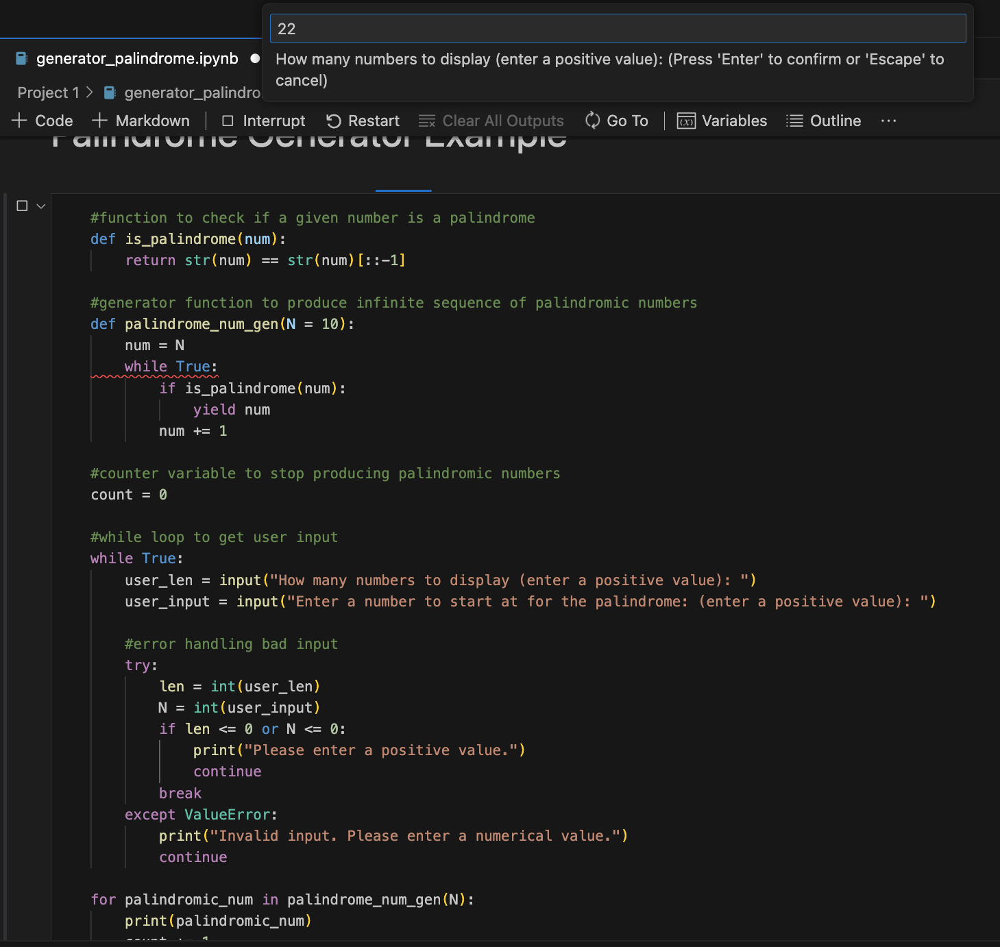 22
How many numbers to display (enter a positive value): (Press 'Enter' to confirm or 'Escape' to
cancel)
generator_palindrome.ipynb
Project 1 > generator_palindro
Code Markdown Interrupt Restart Clear All Outputs Go To Variables Outline ...
Palindrome Generator Example
#function to check if a given number is a palindrome
def is_palindrome(num):
    return str(num) == str(num)[::-1]
#generator function to produce infinite sequence of palindromic numbers
def palindrome_num_gen(N = 10):
    num = N
    while True:
        if is_palindrome(num):
            yield num
        num += 1
#counter variable to stop producing palindromic numbers
count = 0
#while loop to get user input
while True:
    user_len = input("How many numbers to display (enter a positive value): ")
    user_input = input("Enter a number to start at for the palindrome: (enter a positive value): ")
    #error handling bad input
    try:
        len = int(user_len)
        N = int(user_input)
        if len <= 0 or N <= 0:
            print("Please enter a positive value.")
            continue
        break
    except ValueError:
        print("Invalid input. Please enter a numerical value.")
        continue
for palindromic_num in palindrome_num_gen(N):
    print(palindromic_num)
    count += 1